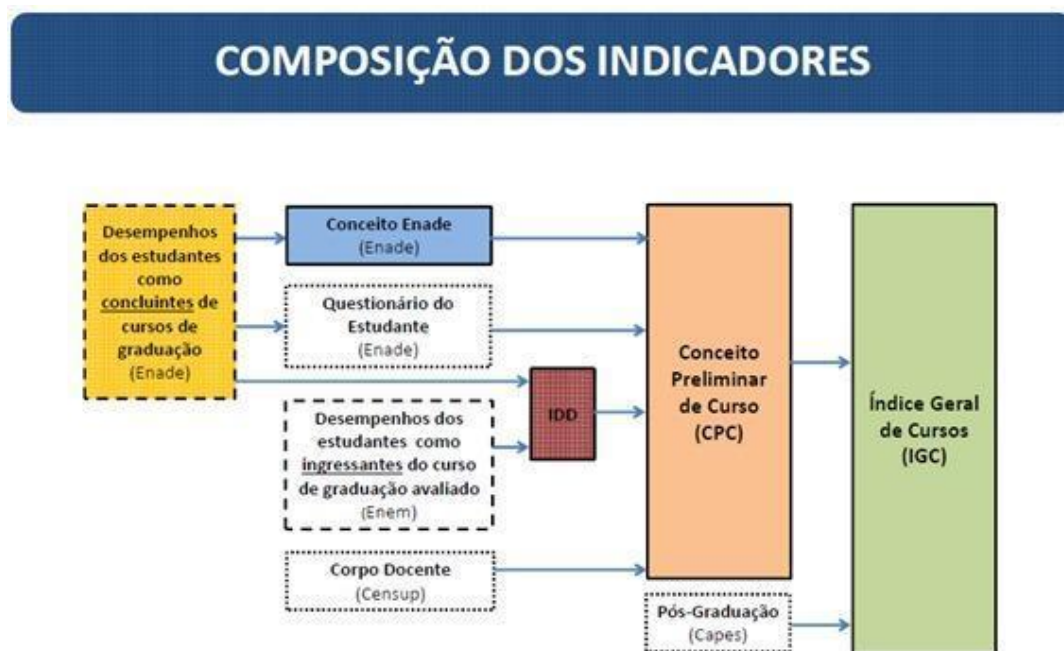 COMPOSIÇÃO DOS INDICADORES
Desempenhos
dos estudantes
como
concluintes de
cursos de
graduação
(Enade)
Conceito Enade
(Enade)
Questionário do
Estudante
(Enade)
IDD
Desempenhos dos
estudantes como
ingressantes do curso
de graduação avaliado
(Enem)
Corpo Docente
(Censup)
Conceito
Preliminar
de Curso
(CPC)
Pós-Graduação
(Capes)
Índice Geral
de Cursos
(IGC)